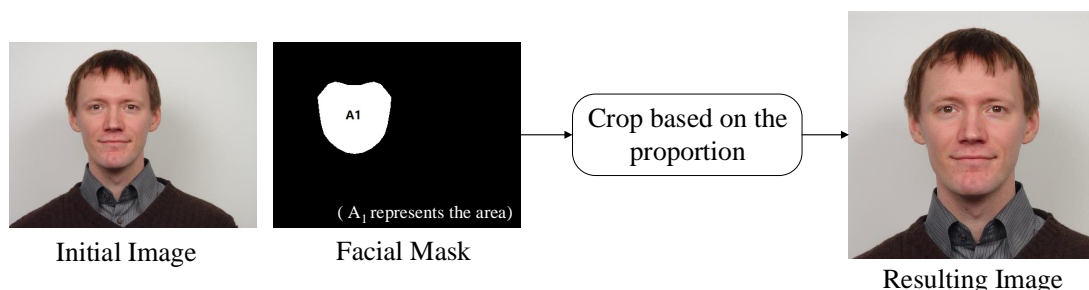 A1
( A1 represents the area)
Crop based on the
proportion
Initial Image
Facial Mask
Resulting Image